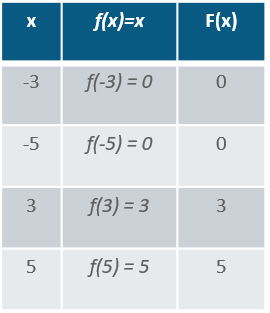 x f(x)=x F(x)
-3 f(-3) = 0 0
-5 f(-5) = 0 0
3 f(3) = 3 3
5 f(5) = 5 5